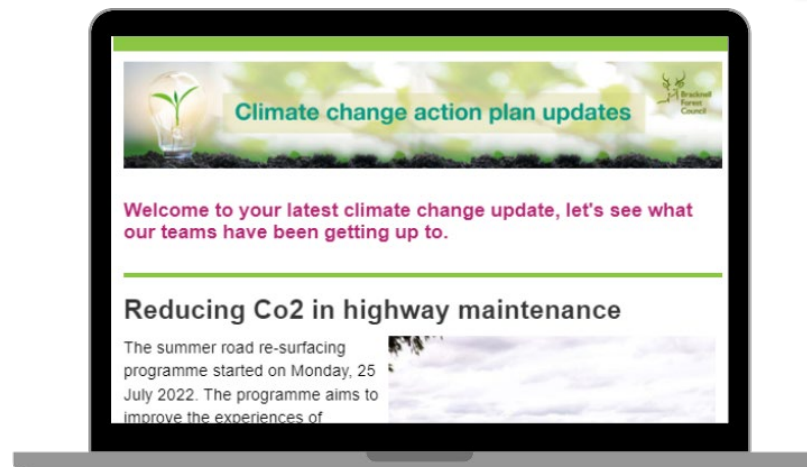 Climate change action plan updates
Bracknell
Forest
Council
Welcome to your latest climate change update, let's see what
our teams have been getting up to.
Reducing Co2 in highway maintenance
The summer road re-surfacing
programme started on Monday, 25
July 2022. The programme aims to
improve the experiences of